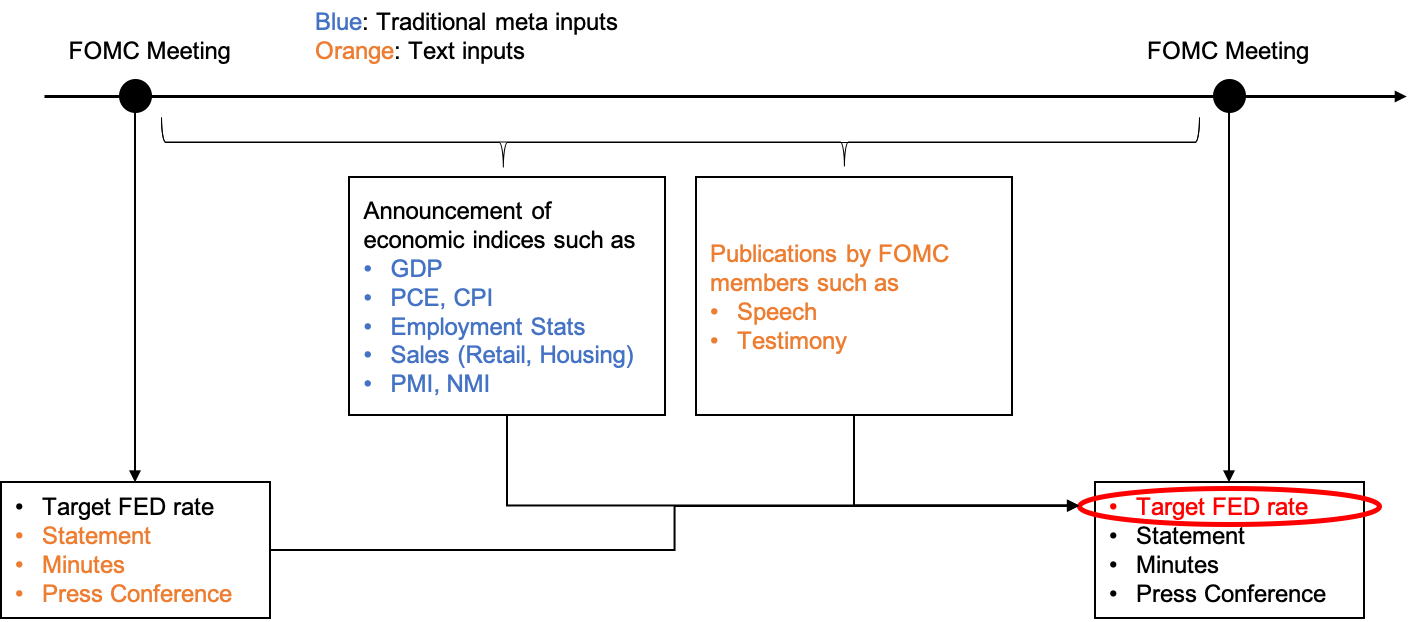 Blue: Traditional meta inputs
Orange: Text inputs
FOMC Meeting
FOMC Meeting
Announcement of
economic indices such as
• GDP
• PCE, CPI
• Employment Stats
• Sales (Retail, Housing)
• PMI, NMI
Publications by FOMC
members such as
• Speech
• Testimony
• Target FED rate
• Statement
• Minutes
• Press Conference
• Target FED rate
• Statement
• Minutes
• Press Conference